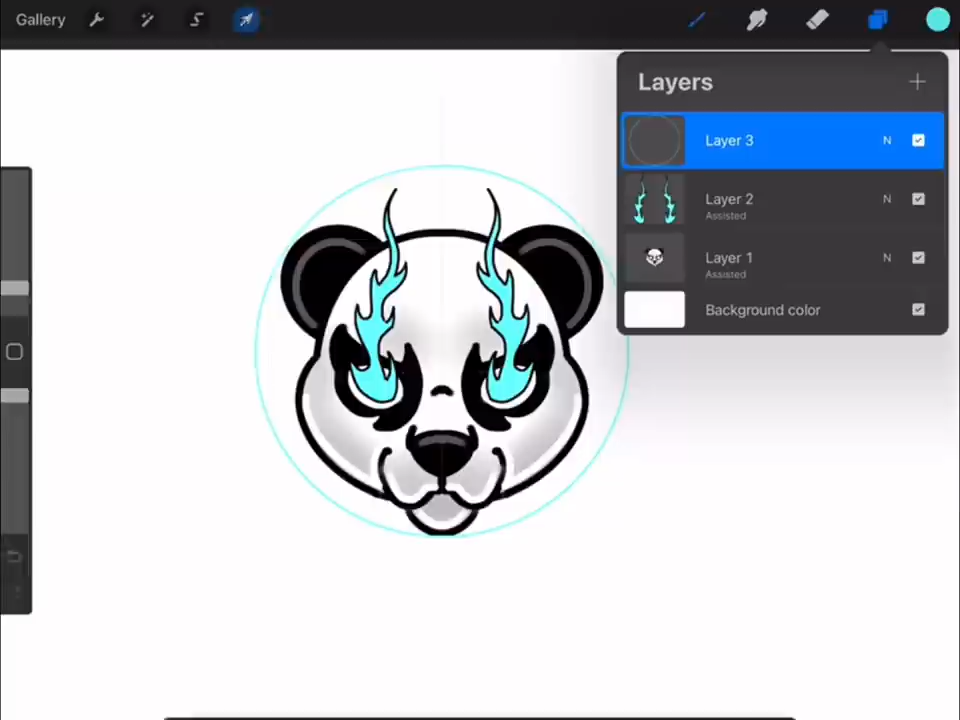 Gallery
Layers
Layer 3 N
Layer 2 N
Assisted
Layer 1 N
Assisted
Background color